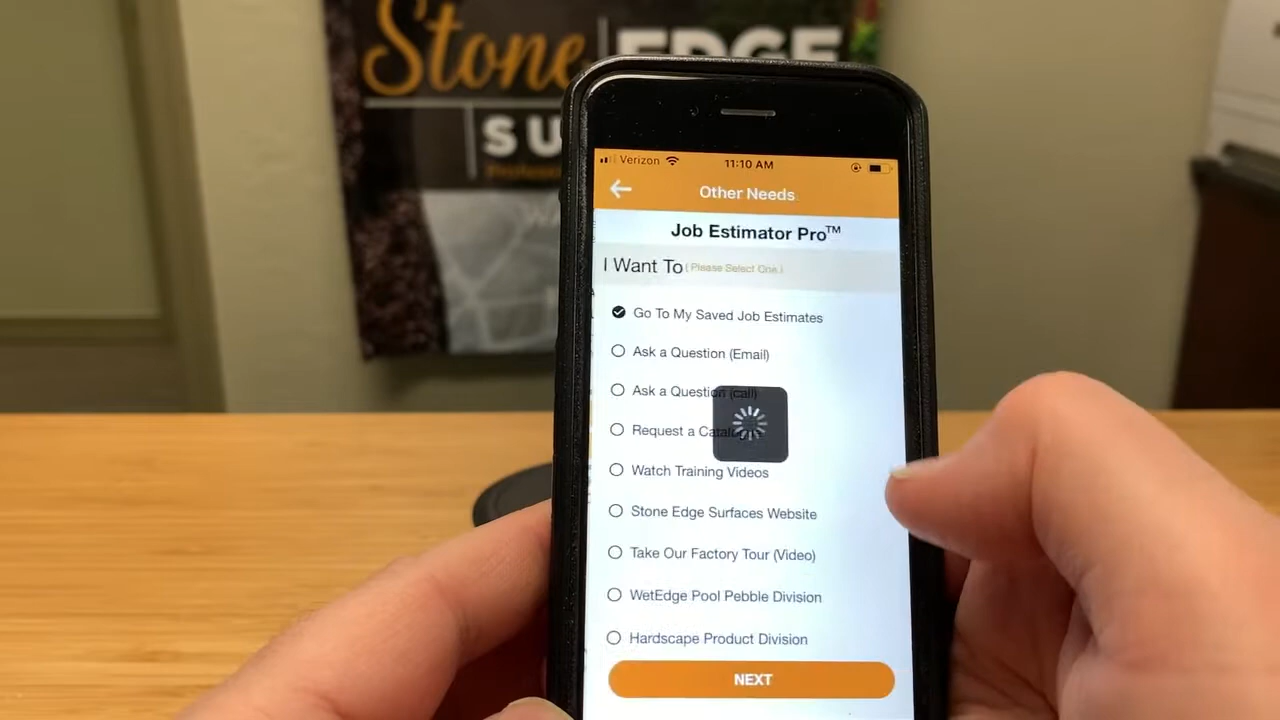 Stone EDGE
SU
Verizon 11:10 AM
Other Needs
Job Estimator Pro™
I Want To ( Please Select One )
Go To My Saved Job Estimates
Ask a Question (Email)
Ask a Question (call)
Request a
Watch Training Videos
Stone Edge Surfaces Website
Take Our Factory Tour (Video)
WetEdge Pool Pebble Division
Hardscape Product Division
NEXT